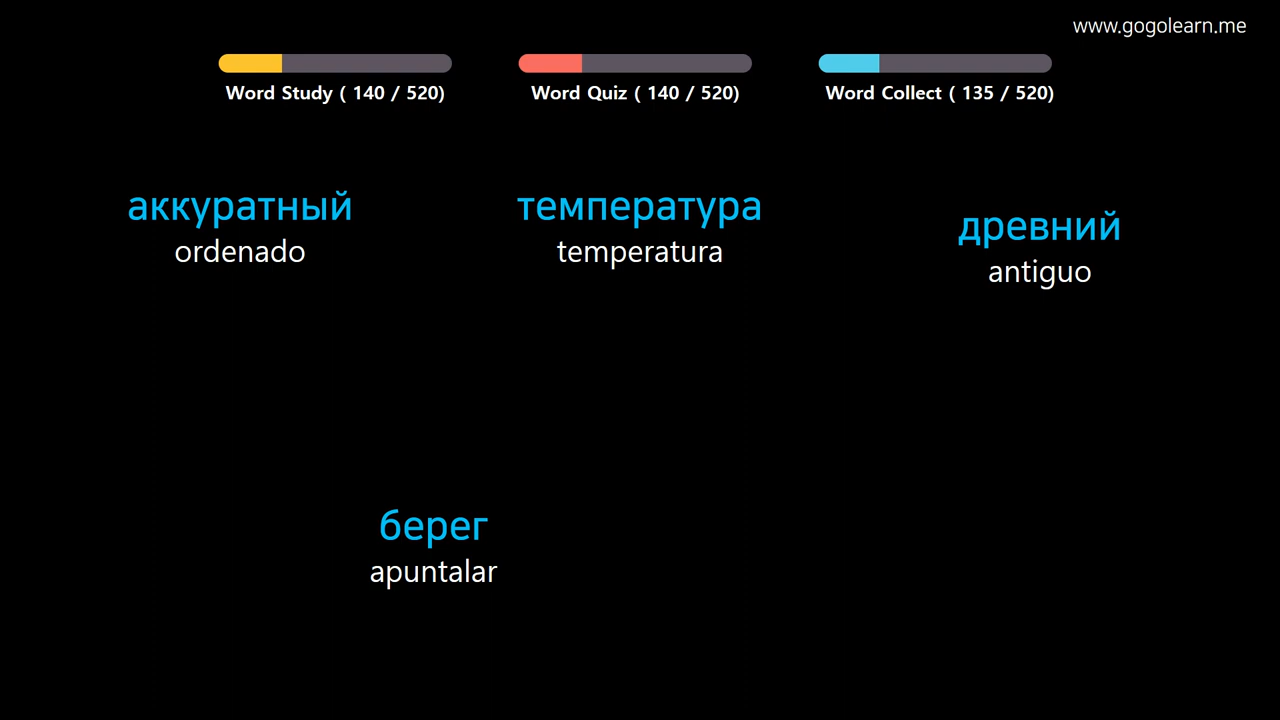 www.gogolearn.me
Word Study ( 140 / 520)
Word Quiz ( 140 / 520)
Word Collect ( 135 / 520)
аккуратный
ordenado
температура
temperatura
древний
antiguo
берег
apuntalar